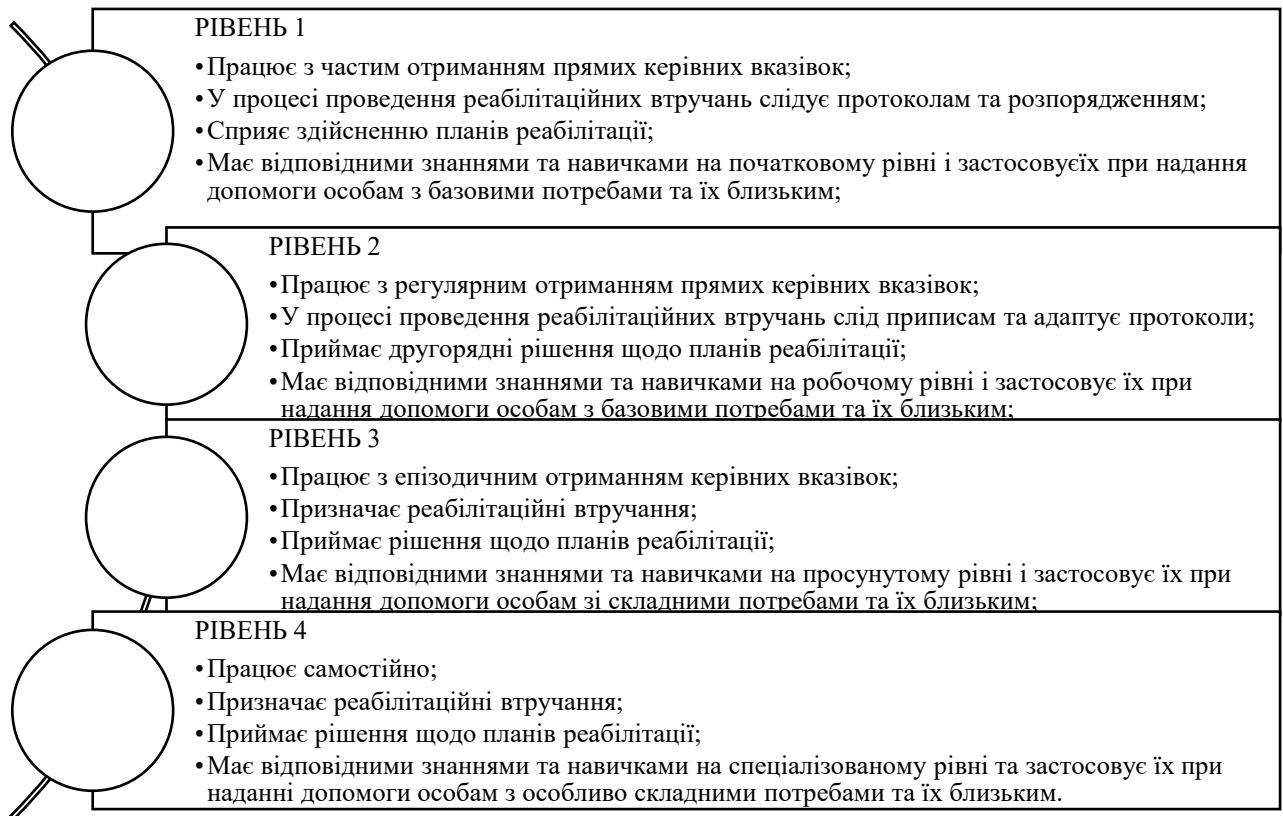 РІВЕНЬ 1
•Працює з частим отриманням прямих керівних вказівок;
•У процесі проведення реабілітаційних втручань слідує протоколам та розпорядженням;
•Сприяє здійсненню планів реабілітації;
•Має відповідними знаннями та навичками на початковому рівні і застосовуєїх при надання
допомоги особам з базовими потребами та їх близьким;
РІВЕНЬ 2
•Працює з регулярним отриманням прямих керівних вказівок;
•У процесі проведення реабілітаційних втручань слід приписам та адаптує протоколи;
•Приймає другорядні рішення щодо планів реабілітації;
•Має відповідними знаннями та навичками на робочому рівні і застосовує їх при
надання допомоги особам з базовими потребами та їх близьким;
РІВЕНЬ 3
•Працює з епізодичним отриманням керівних вказівок;
•Призначає реабілітаційні втручання;
•Приймає рішення щодо планів реабілітації;
•Має відповідними знаннями та навичками на просунутому рівні і застосовує їх при
надання допомоги особам зі складними потребами та їх близьким;
РІВЕНЬ 4
•Працює самостійно;
•Призначає реабілітаційні втручання;
•Приймає рішення щодо планів реабілітації;
•Має відповідними знаннями та навичками на спеціалізованому рівні та застосовує їх при
наданні допомоги особам з особливо складними потребами та їх близьким.